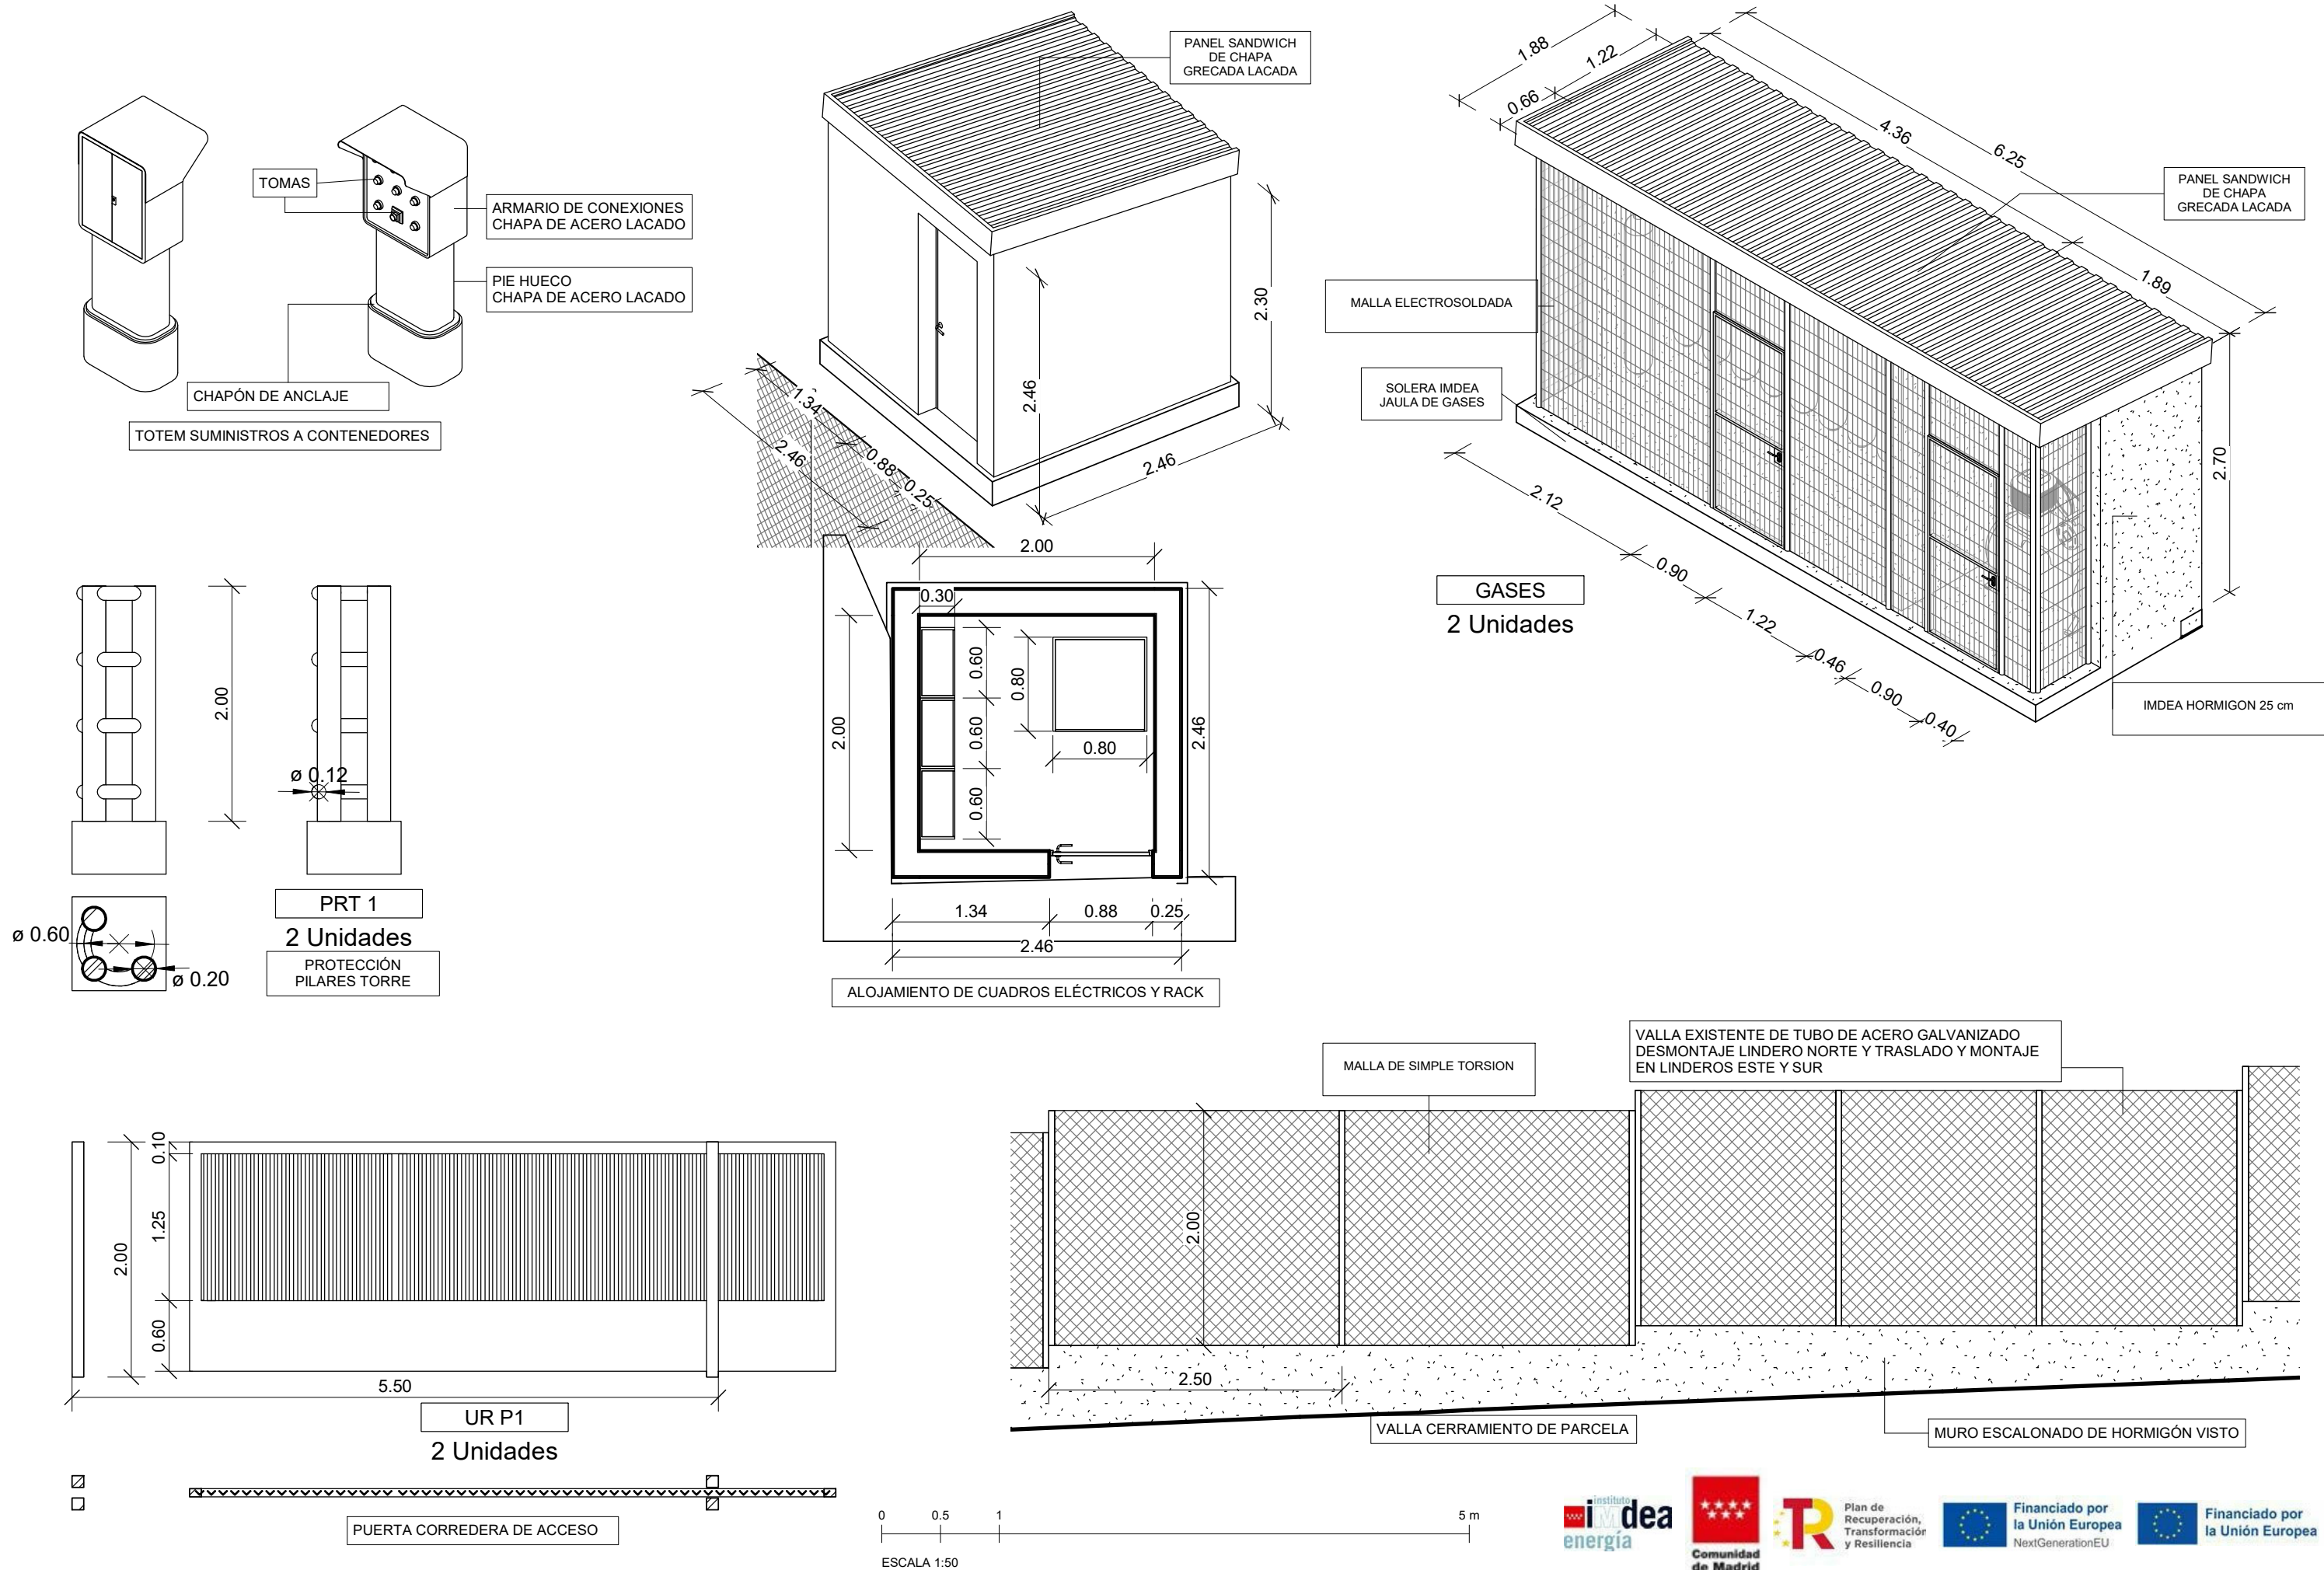 TOMAS
ARMARIO DE CONEXIONES
CHAPA DE ACERO LACADO
PIE HUECO
CHAPA DE ACERO LACADO
CHAPÓN DE ANCLAJE
TOTEM SUMINISTROS A CONTENEDORES
PANEL SANDWICH
DE CHAPA
GRECADA LACADA
2.30
2.46
2.46
1.34
0.88
0.25
2.46
1.88
1.22
0.66
4.36
6.25
1.89
PANEL SANDWICH
DE CHAPA
GRECADA LACADA
MALLA ELECTROSOLDADA
SOLERA IMDEA
JAULA DE GASES
2.70
2.12
0.90
1.22
0.46
0.90
0.40
GASES
2 Unidades
IMDEA HORMIGON 25 cm
2.00
ø 0.12
ø 0.60
ø 0.20
PRT 1
2 Unidades
PROTECCIÓN
PILARES TORRE
2.00
0.30
2.00
0.60
0.60
0.60
0.80
0.80
2.46
1.34
0.88
0.25
2.46
ALOJAMIENTO DE CUADROS ELÉCTRICOS Y RACK
2.00
0.10
1.25
0.60
5.50
UR P1
2 Unidades
PUERTA CORREDERA DE ACCESO
MALLA DE SIMPLE TORSION
VALLA EXISTENTE DE TUBO DE ACERO GALVANIZADO
DESMONTAJE LINDERO NORTE Y TRASLADO Y MONTAJE
EN LINDEROS ESTE Y SUR
2.00
2.50
VALLA CERRAMIENTO DE PARCELA
MURO ESCALONADO DE HORMIGÓN VISTO
0
0.5
1
5 m
ESCALA 1:50
instituto
imdea
energía
Comunidad
de Madrid
R
Plan de
Recuperación,
Transformación
y Resiliencia
Financiado por
la Unión Europea
NextGenerationEU
Financiado por
la Unión Europea